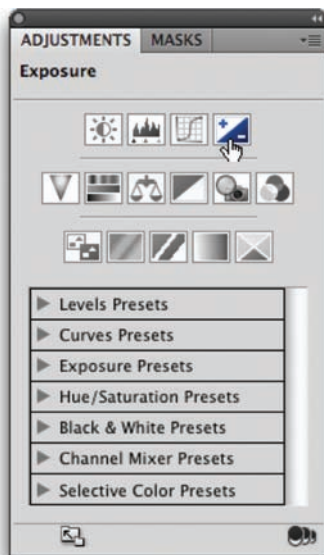 ADJUSTMENTS MASKS
Exposure
Levels Presets
Curves Presets
Exposure Presets
Hue/Saturation Presets
Black & White Presets
Channel Mixer Presets
Selective Color Presets